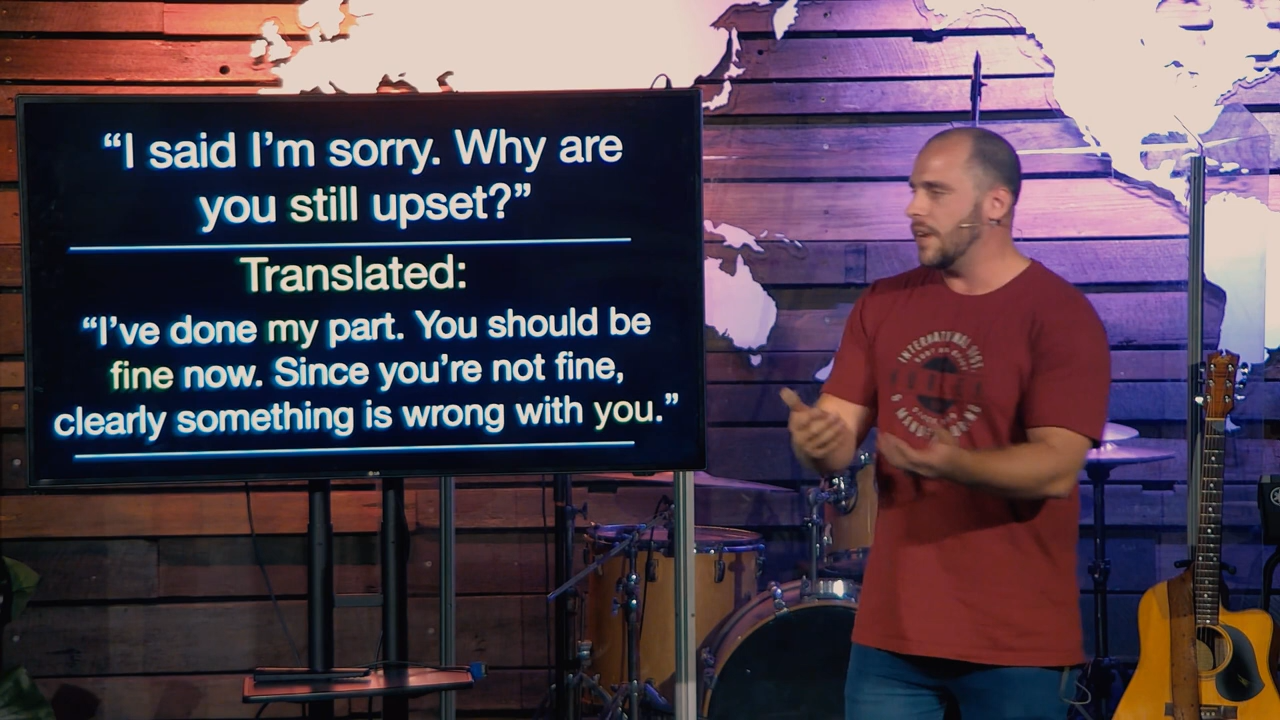 “I said I’m sorry. Why are
you still upset?”
Translated:
“I’ve done my part. You should be
fine now. Since you’re not fine,
clearly something is wrong with you.”